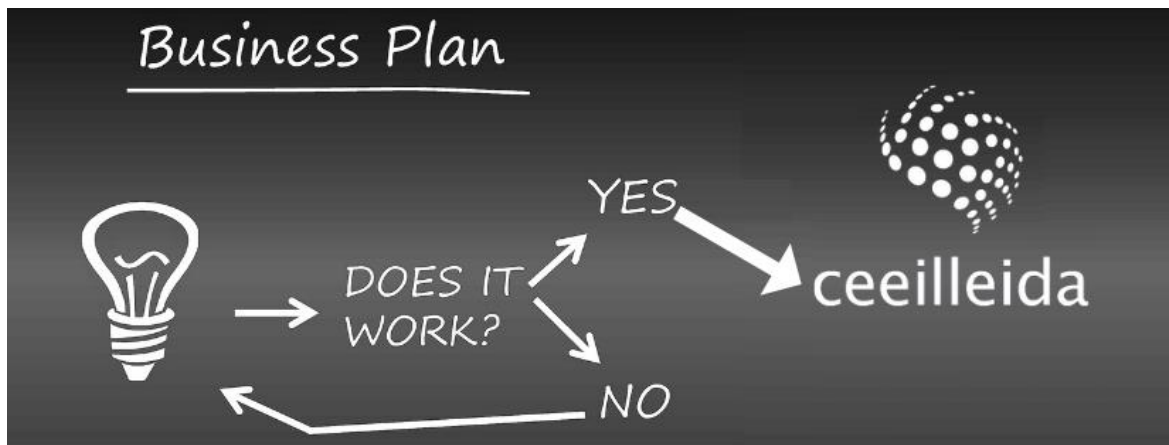 Business Plan
YES
DOES IT
WORK?
NO
ceeilleida